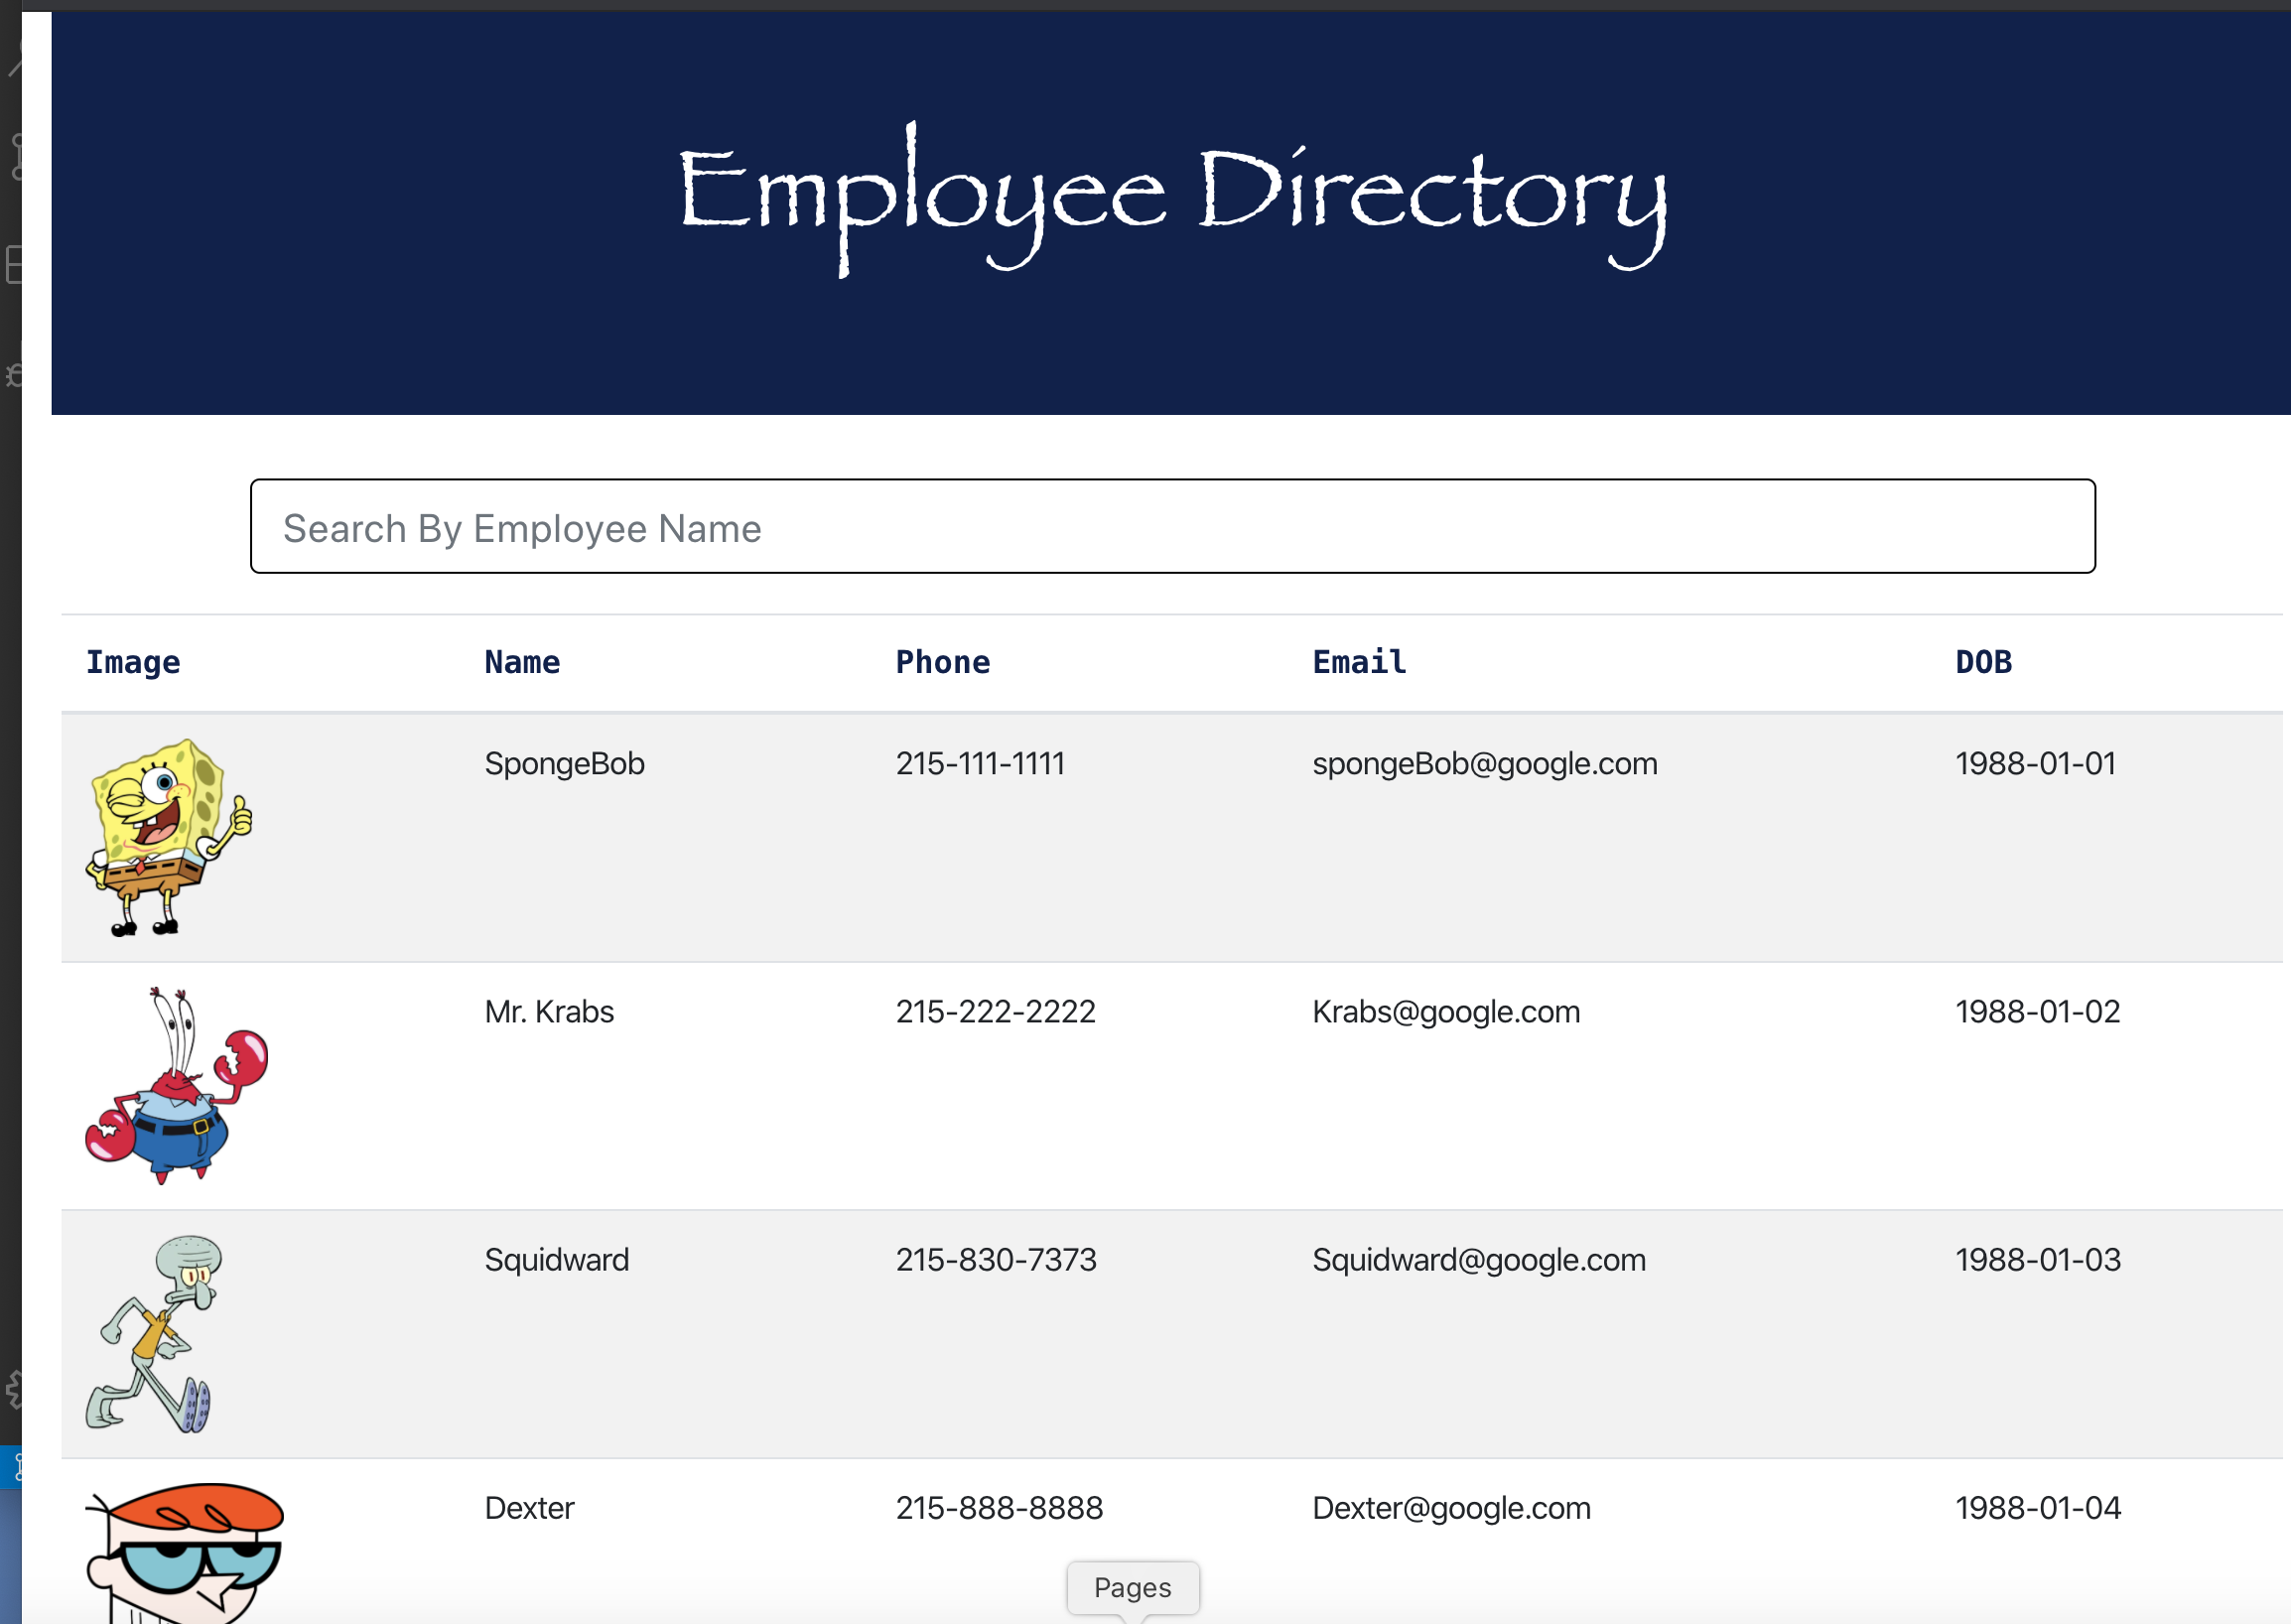 Employee Directory
Search By Employee Name
Image Name Phone Email DOB
SpongeBob 215-111-1111 spongeBob@google.com 1988-01-01
Mr. Krabs 215-222-2222 Krabs@google.com 1988-01-02
Squidward 215-830-7373 Squidward@google.com 1988-01-03
Dexter 215-888-8888 Dexter@google.com 1988-01-04
Pages